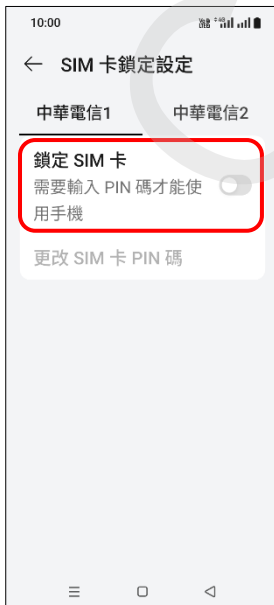 10:00
SIM 卡鎖定設定
中華電信1 中華電信2
鎖定 SIM 卡
需要輸入 PIN 碼才能使
用手機
更改 SIM 卡 PIN 碼